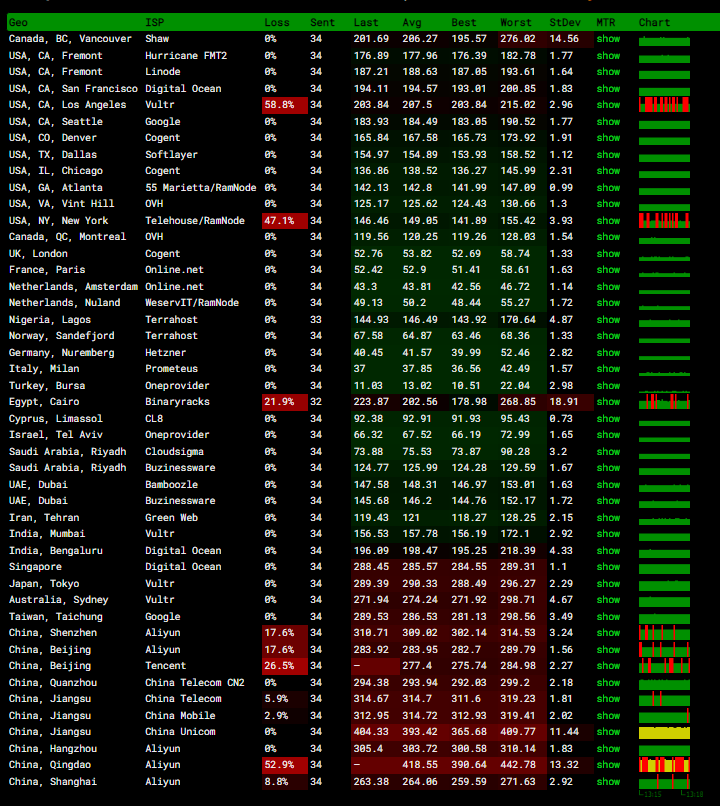 Geo ISP Loss Sent Last Avg Best Worst StDev MTR Chart
Canada, BC, Vancouver Shaw 0% 34 201.69 206.27 195.57 276.02 14.56 show
USA, CA, Fremont Hurricane FMT2 0% 34 176.89 177.96 176.39 182.78 1.77 show
USA, CA, Fremont Linode 0% 34 187.21 188.63 187.05 193.61 1.64 show
USA, CA, San Francisco Digital Ocean 0% 34 194.11 194.57 193.01 200.85 1.83 show
USA, CA, Los Angeles Vultr 58.8% 34 203.84 207.5 203.84 215.02 2.96 show
USA, CA, Seattle Google 0% 34 183.93 184.49 183.05 190.52 1.77 show
USA, CO, Denver Cogent 0% 34 165.84 167.58 165.73 173.92 1.91 show
USA, TX, Dallas Softlayer 0% 34 154.97 154.89 153.93 158.52 1.12 show
USA, IL, Chicago Cogent 0% 34 136.86 138.52 136.27 145.99 2.31 show
USA, GA, Atlanta 55 Marietta/RamNode 0% 34 142.13 142.8 141.99 147.09 0.99 show
USA, VA, Vint Hill OVH 0% 34 125.17 125.62 124.43 130.66 1.3 show
USA, NY, New York Telehouse/RamNode 47.1% 34 146.46 149.05 141.89 155.42 3.93 show
Canada, QC, Montreal OVH 0% 34 119.56 120.25 119.26 128.03 1.54 show
UK, London Cogent 0% 34 52.76 53.82 52.69 58.74 1.33 show
France, Paris Online.net 0% 34 52.42 52.9 51.41 58.61 1.63 show
Netherlands, Amsterdam Online.net 0% 34 43.3 43.81 42.56 46.72 1.14 show
Netherlands, Nuland WeservIT/RamNode 0% 34 49.13 50.2 48.44 55.27 1.72 show
Nigeria, Lagos Terrahost 0% 33 144.93 146.49 143.92 170.64 4.87 show
Norway, Sandefjord Terrahost 0% 34 67.58 64.87 63.46 68.36 1.33 show
Germany, Nuremberg Hetzner 0% 34 40.45 41.57 39.99 52.46 2.82 show
Italy, Milan Prometeus 0% 34 37 37.85 36.56 42.49 1.57 show
Turkey, Bursa Oneprovider 0% 34 11.03 13.02 10.51 22.04 2.98 show
Egypt, Cairo Binaryracks 21.9% 32 223.87 202.56 178.98 268.85 18.91 show
Cyprus, Limassol CL8 0% 34 92.38 92.91 91.93 95.43 0.73 show
Israel, Tel Aviv Oneprovider 0% 34 66.32 67.52 66.19 72.99 1.65 show
Saudi Arabia, Riyadh Cloudsigma 0% 34 73.88 75.53 73.87 90.28 3.2 show
Saudi Arabia, Riyadh Buzinessware 0% 34 124.77 125.99 124.28 129.59 1.67 show
UAE, Dubai Bamboozle 0% 34 147.58 148.31 146.97 153.01 1.63 show
UAE, Dubai Buzinessware 0% 34 145.68 146.2 144.76 152.17 1.72 show
Iran, Tehran Green Web 0% 34 119.43 121 118.27 128.25 2.15 show
India, Mumbai Vultr 0% 34 156.53 157.78 156.19 172.1 2.92 show
India, Bengaluru Digital Ocean 0% 34 196.09 198.47 195.25 218.39 4.33 show
Singapore Digital Ocean 0% 34 288.45 285.57 284.55 289.31 1.1 show
Japan, Tokyo Vultr 0% 34 289.39 290.33 288.49 296.27 2.29 show
Australia, Sydney Vultr 0% 34 271.94 274.24 271.92 298.71 4.67 show
Taiwan, Taichung Google 0% 34 289.53 286.53 281.13 298.56 3.49 show
China, Shenzhen Aliyun 17.6% 34 310.71 309.02 302.14 314.53 3.24 show
China, Beijing Aliyun 17.6% 34 283.92 283.95 282.7 289.79 1.56 show
China, Beijing Tencent 26.5% 34 — 277.4 275.74 284.98 2.27 show
China, Quanzhou China Telecom CN2 0% 34 294.38 293.94 292.03 299.2 2.18 show
China, Jiangsu China Telecom 5.9% 34 314.67 314.7 311.6 319.23 1.81 show
China, Jiangsu China Mobile 2.9% 34 312.95 314.72 312.93 319.41 2.02 show
China, Jiangsu China Unicom 0% 34 404.33 393.42 365.68 409.77 11.44 show
China, Hangzhou Aliyun 0% 34 305.4 303.72 300.58 310.14 1.83 show
China, Qingdao Aliyun 52.9% 34 — 418.55 390.64 442.78 13.32 show
China, Shanghai Aliyun 8.8% 34 263.38 264.06 259.59 271.63 2.92 show
13:15 13:18